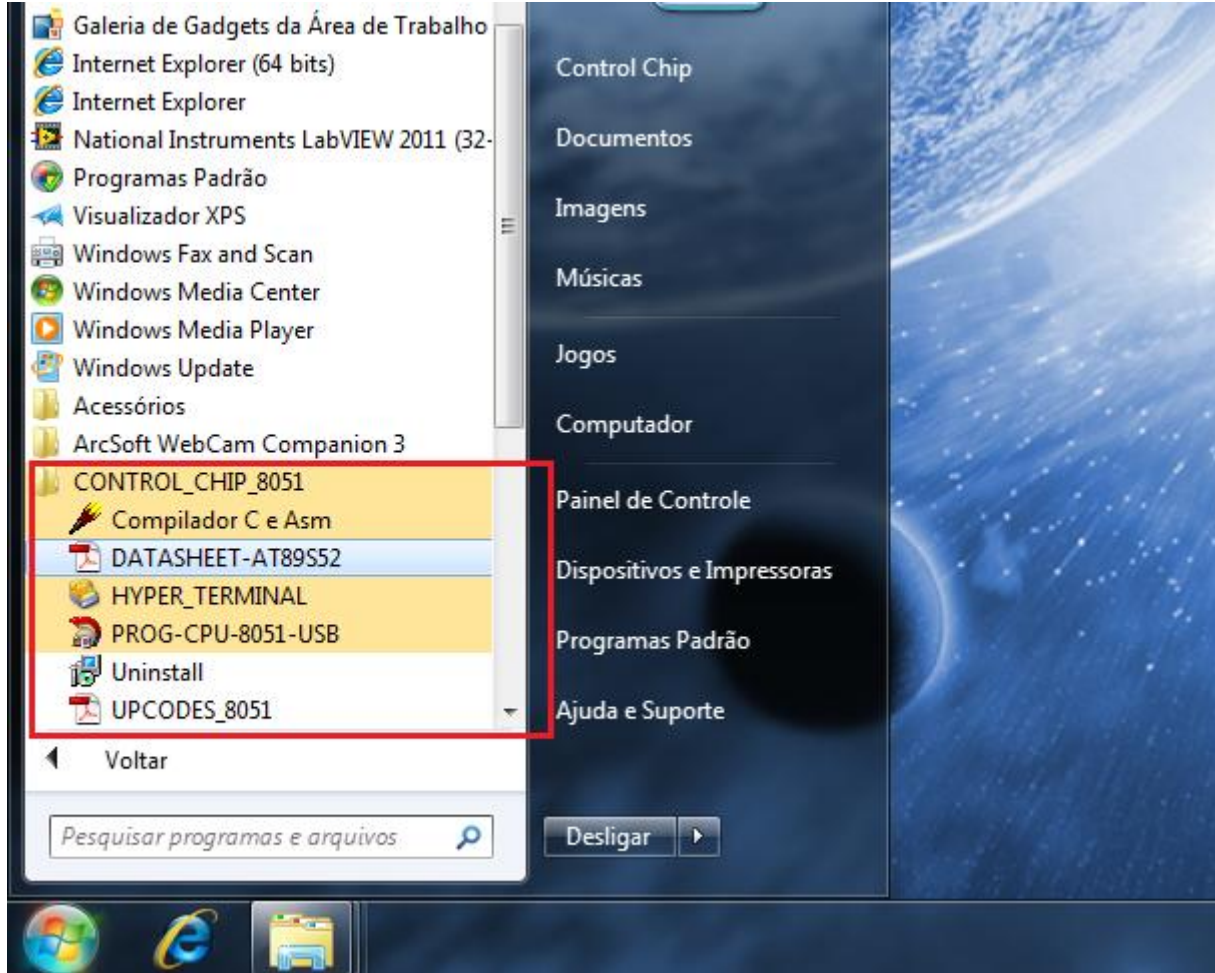 Galeria de Gadgets da Área de Trabalho
Internet Explorer (64 bits)
Internet Explorer
National Instruments LabVIEW 2011 (32-
Programas Padrão
Visualizador XPS
Windows Fax and Scan
Windows Media Center
Windows Media Player
Windows Update
Acessórios
ArcSoft WebCam Companion 3
CONTROL_CHIP_8051
Compilador C e Asm
DATASHEET-AT89S52
HYPER_TERMINAL
PROG-CPU-8051-USB
Uninstall
UPCODES_8051
Voltar
Pesquisar programas e arquivos
Control Chip
Documentos
Imagens
Músicas
Jogos
Computador
Painel de Controle
Dispositivos e Impressoras
Programas Padrão
Ajuda e Suporte
Desligar